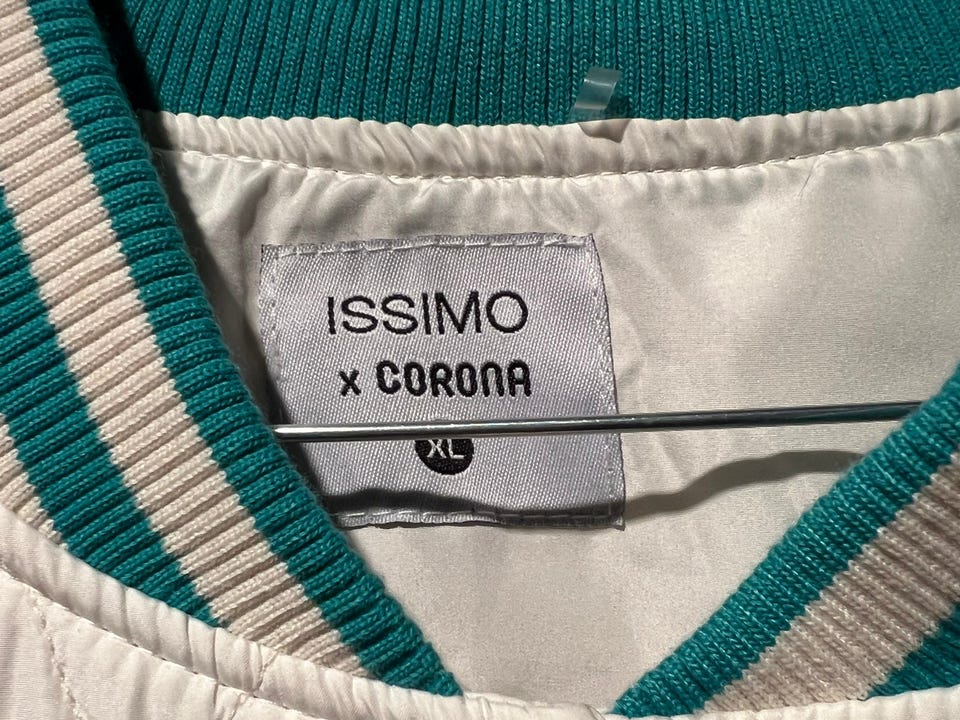 ISSIMO
x CORONA
XL